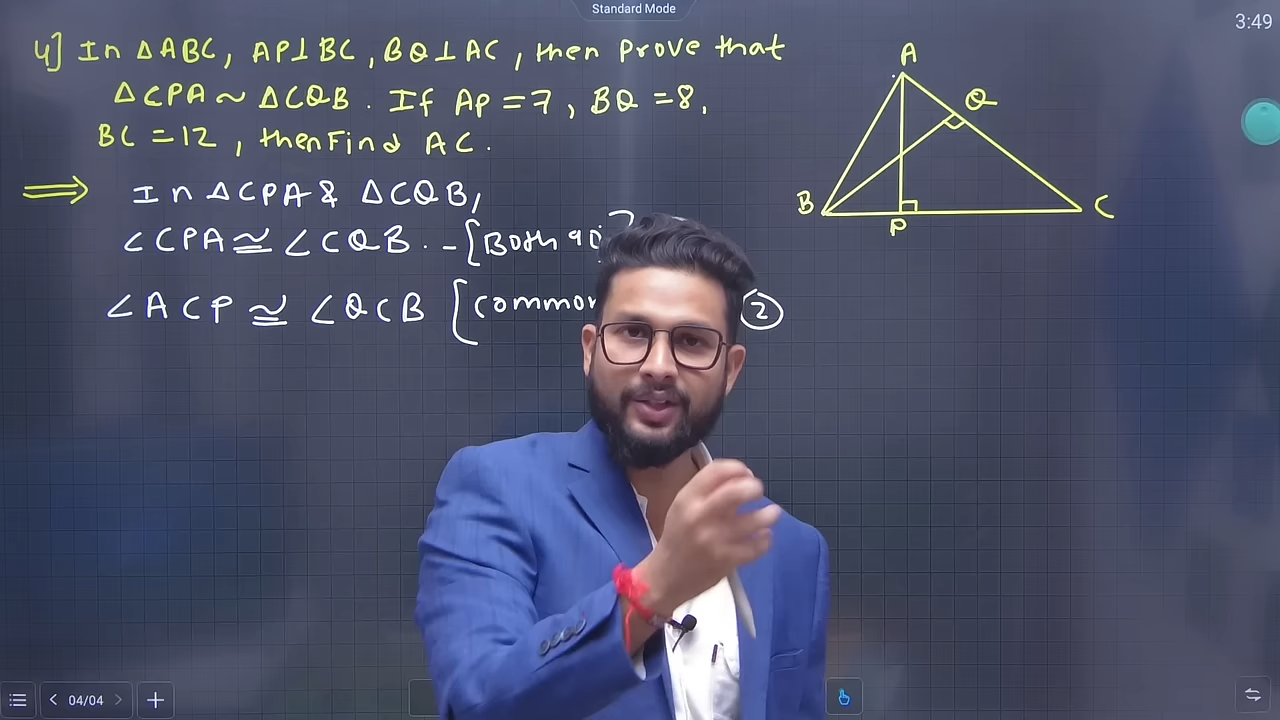 Standard Mode
3:49
4] In ΔABC, AP⊥BC, BQ⊥AC, then Prove that
ΔCPA ~ ΔCQB. If AP = 7, BQ = 8,
BC = 12, then Find AC.
⟹ In ΔCPA & ΔCQB,
∠CPA ≅ ∠CQB. - [Both 90
∠ACP ≅ ∠QCB [common ②
A
Q
B
P
C
04/04